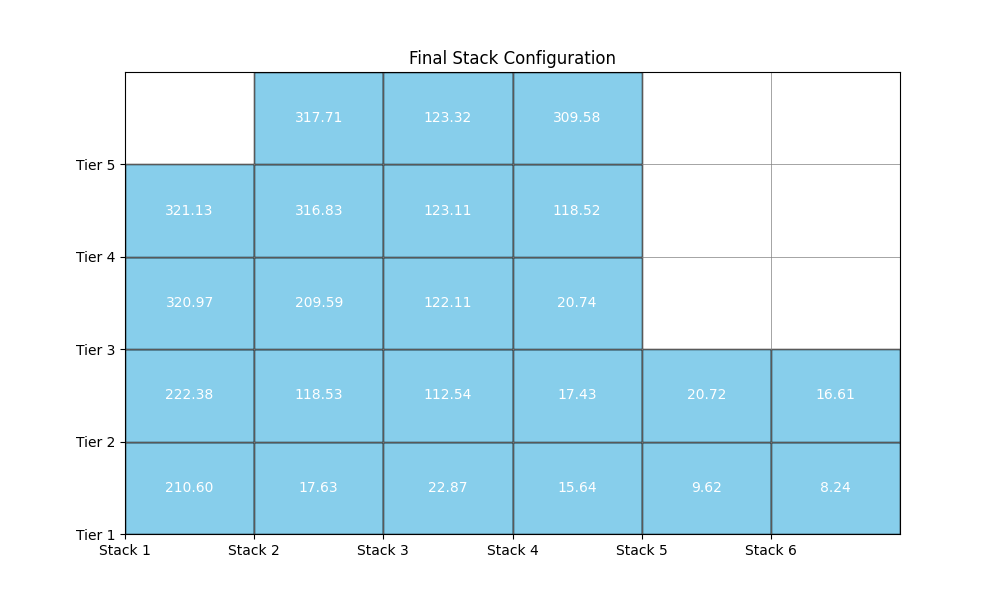 Final Stack Configuration
317.71 123.32 309.58
Tier 5
321.13 316.83 123.11 118.52
Tier 4
320.97 209.59 122.11 20.74
Tier 3
222.38 118.53 112.54 17.43 20.72 16.61
Tier 2
210.60 17.63 22.87 15.64 9.62 8.24
Tier 1
Stack 1 Stack 2 Stack 3 Stack 4 Stack 5 Stack 6